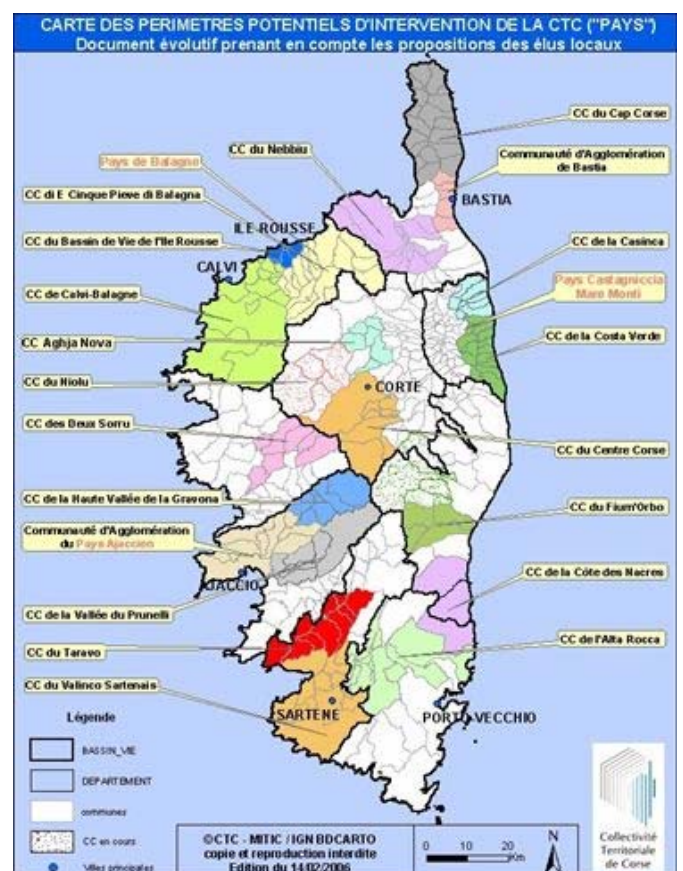 CARTE DES PERIMETRES POTENTIELS D'INTERVENTION DE LA CTC ("PAYS")
Document évolutif prenant en compte les propositions des élus locaux
CC du Cap Corse
CC du Nebbiu
Communauté d'Agglomération
de Bastia
Pays de Balagne
CC di E Cinque Pieve di Balagna
BASTIA
ILE ROUSSE
CC du Bassin de Vie de l'Ile Rousse
CC de la Casinca
CALVI
Pays Castagniccia
Mare Monti
CC de Calvi-Balagne
CC de la Costa Verde
CC Aghja Nova
CC du Niolu
CORTE
CC des Deux Sorru
CC du Centre Corse
CC de la Haute Vallée de la Gravona
CC du Fium'Orbo
Communauté d'Agglomération
du Pays Ajaccien
CC de la Côte des Nacres
AJACCIO
CC de la Vallée du Prunelli
CC de l'Alta Rocca
CC du Taravo
CC du Valinco Sartenais
SARTENE
PORTO VECCHIO
Légende
BASSIN_VIE
DEPARTEMENT
communes
CC en cours
Villes principales
©CTC - MITIC / IGN BDCARTO
copie et reproduction interdite
Edition du 14/02/2006
0 10 20
Km
N
Collectivité
Territoriale
de Corse